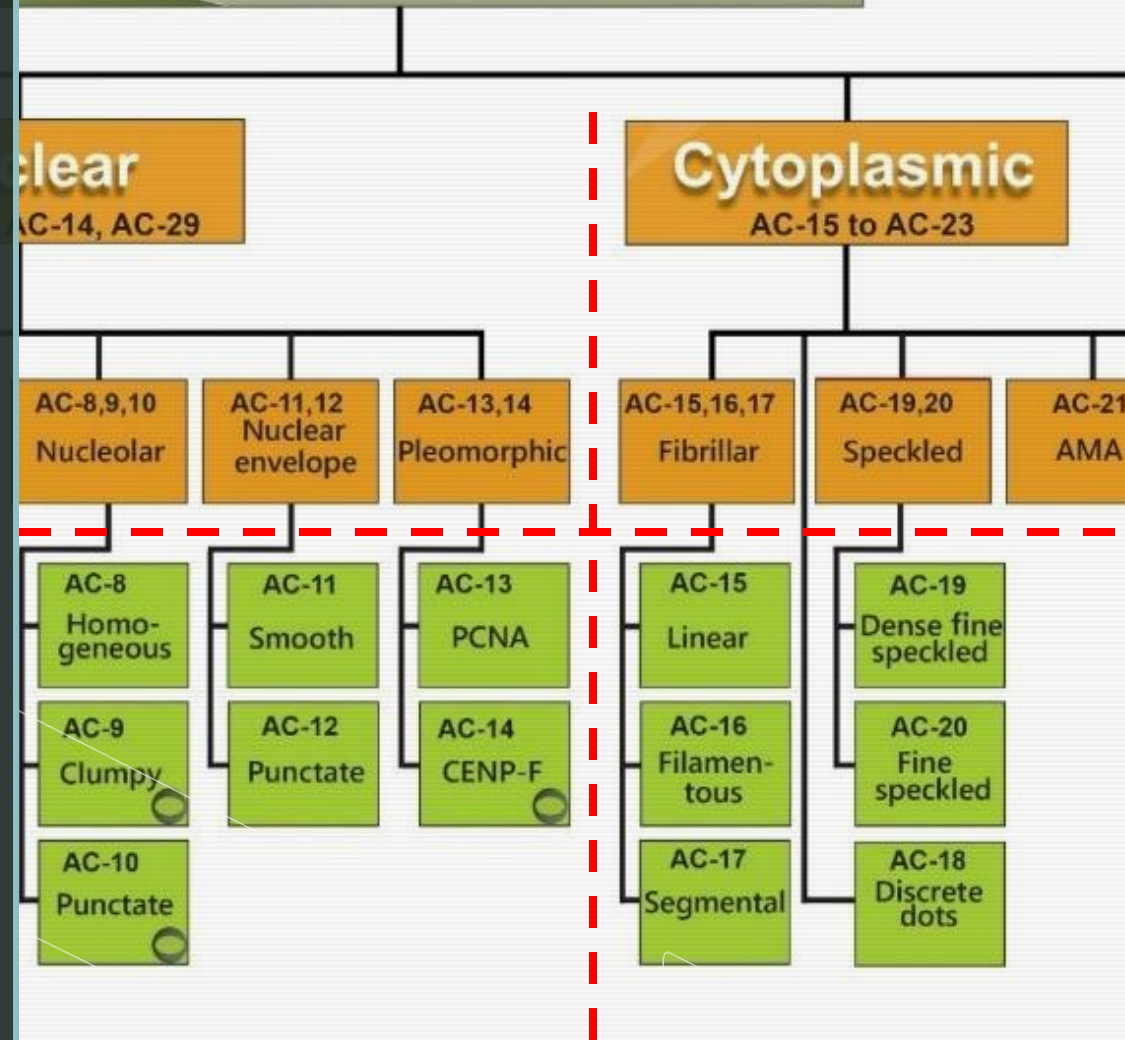 clear
AC-14, AC-29
Cytoplasmic
AC-15 to AC-23
AC-8,9,10
Nucleolar
AC-11,12
Nuclear
envelope
AC-13,14
Pleomorphic
AC-15,16,17
Fibrillar
AC-19,20
Speckled
AC-21
AMA
AC-8
Homo-
geneous
AC-11
Smooth
AC-13
PCNA
AC-15
Linear
AC-19
Dense fine
speckled
AC-9
Clumpy
AC-12
Punctate
AC-14
CENP-F
AC-16
Filamen-
tous
AC-20
Fine
speckled
AC-10
Punctate
AC-17
Segmental
AC-18
Discrete
dots